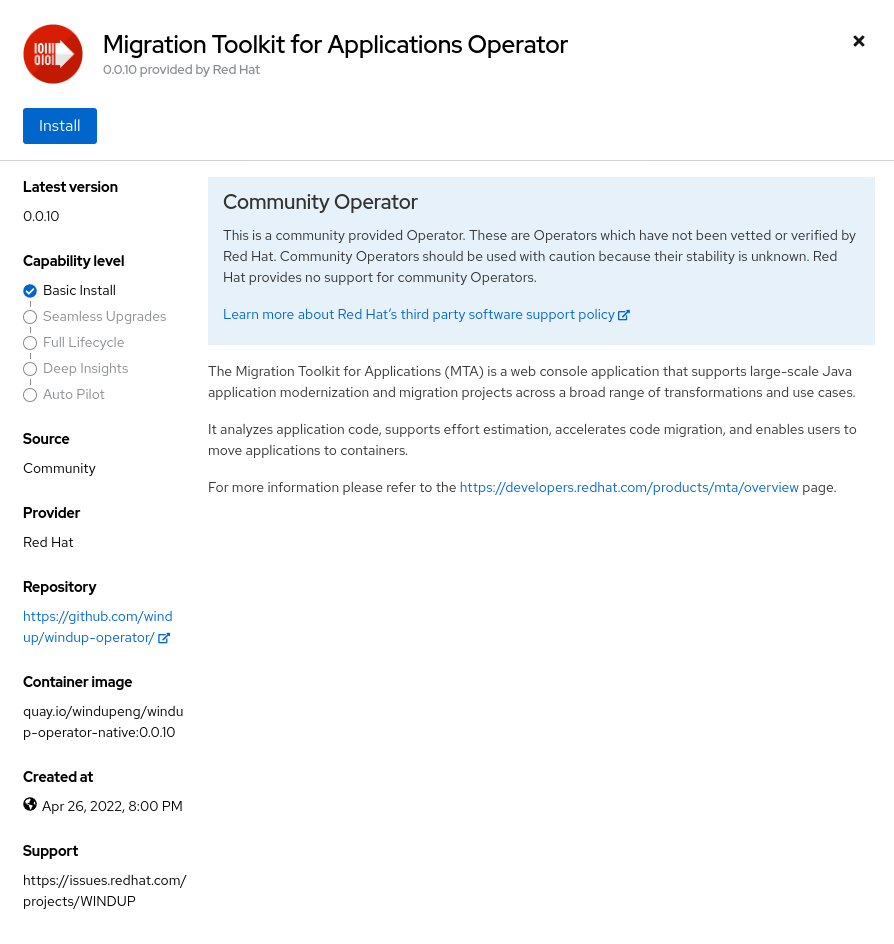 IOIII
OIOI
Migration Toolkit for Applications Operator
0.0.10 provided by Red Hat
Install
Latest version
0.0.10
Capability level
Basic Install
Seamless Upgrades
Full Lifecycle
Deep Insights
Auto Pilot
Source
Community
Provider
Red Hat
Repository
https://github.com/wind
up/windup-operator/
Container image
quay.io/windupeng/windu
p-operator-native:0.0.10
Created at
Apr 26, 2022, 8:00 PM
Support
https://issues.redhat.com/
projects/WINDUP
Community Operator
This is a community provided Operator. These are Operators which have not been vetted or verified by
Red Hat. Community Operators should be used with caution because their stability is unknown. Red
Hat provides no support for community Operators.
Learn more about Red Hat's third party software support policy
The Migration Toolkit for Applications (MTA) is a web console application that supports large-scale Java
application modernization and migration projects across a broad range of transformations and use cases.
It analyzes application code, supports effort estimation, accelerates code migration, and enables users to
move applications to containers.
For more information please refer to the https://developers.redhat.com/products/mta/overview page.